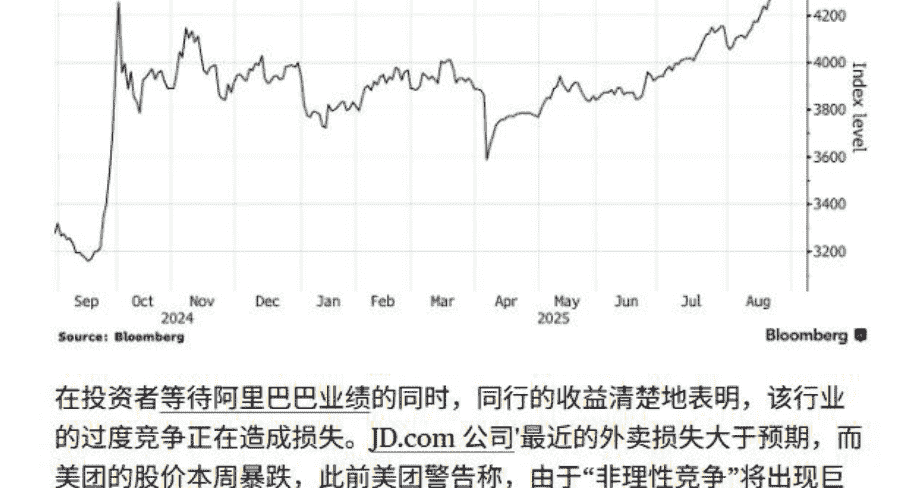 4200
4000
3800
3600
3400
3200
Index level
Sep Oct Nov Dec Jan Feb Mar Apr May Jun Jul Aug
2024 2025
Source: Bloomberg
Bloomberg
在投资者等待阿里巴巴业绩的同时，同行的收益清楚地表明，该行业
的过度竞争正在造成损失。JD.com 公司'最近的外卖损失大于预期，而
美团的股价本周暴跌，此前美团警告称，由于“非理性竞争”将出现巨